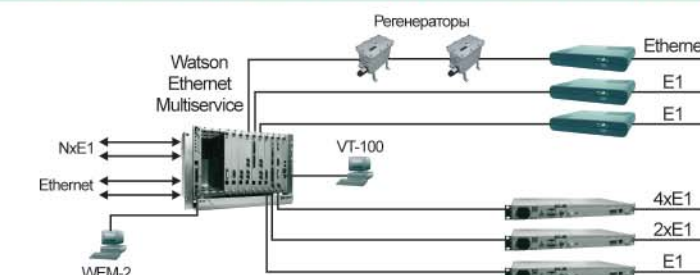 Регенераторы
Etherne
Watson
Ethernet
Multiservice
E1
E1
NxE1
VT-100
Ethernet
4xE1
2xE1
E1
WEM-2